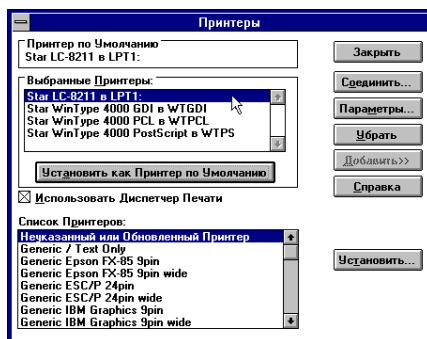 Принтеры
Принтер по Умолчанию
Star LC-8211 в LPT1:
Выбранные Принтеры:
Star LC-8211 в LPT1:
Star WinType 4000 GDI в WTGDI
Star WinType 4000 PCL в WTPCL
Star WinType 4000 PostScript в WTPS
Установить как Принтер по Умолчанию
Использовать Диспетчер Печати
Список Принтеров:
Неуказанный или Обновленный Принтер
Generic / Text Only
Generic Epson FX-85 9pin
Generic Epson FX-85 9pin wide
Generic ESC/P 24pin
Generic ESC/P 24pin wide
Generic IBM Graphics 9pin
Generic IBM Graphics 9pin wide
Закрыть
Соединить...
Параметры...
Убрать
Добавить>>
Справка
Установить...